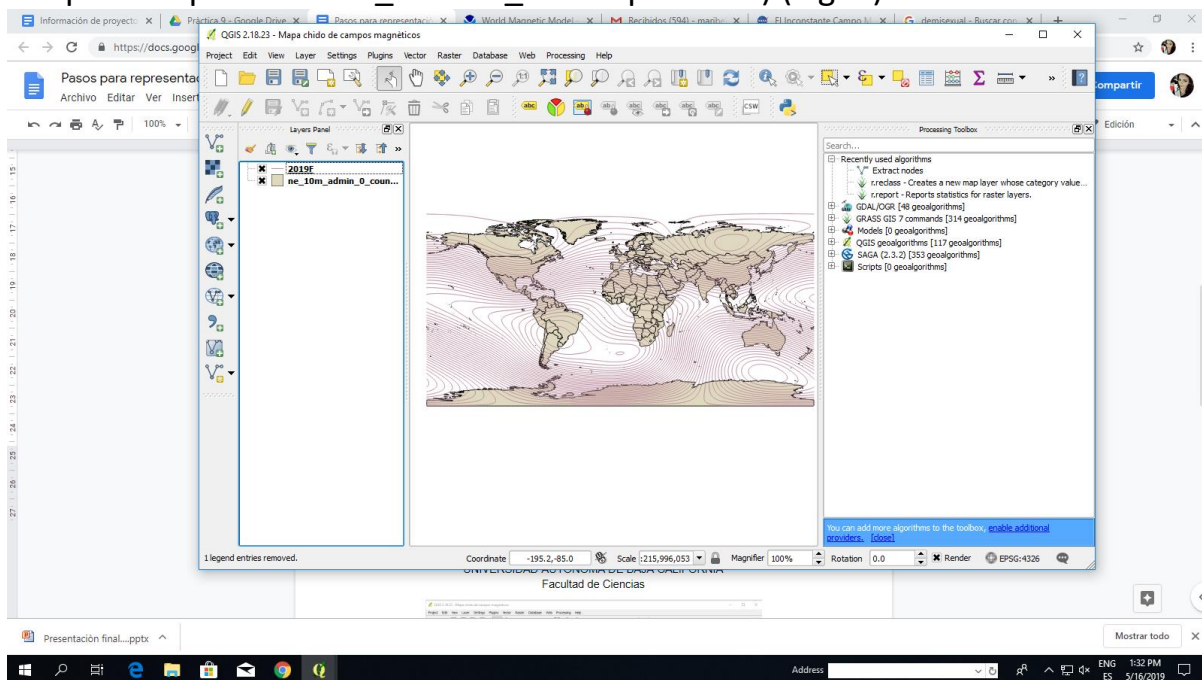 Información de proyecto
Práctica 9 - Google Drive
Pasos para representació
World Magnetic Model -
Recibidos (594) - maribe
El Inconstante Campo M
demisexual - Buscar con
https://docs.googl
QGIS 2.18.23 - Mapa chido de campos magnèticos
Project Edit View Layer Settings Plugins Vector Raster Database Web Processing Help
Pasos para representac
Archivo Editar Ver Insert
Compartir
100%
Edición
abc
CSW
Layers Panel
2019F
ne_10m_admin_0_coun...
Processing Toolbox
Search...
Recently used algorithms
Extract nodes
r.reclass - Creates a new map layer whose category value...
r.report - Reports statistics for raster layers.
GDAL/OGR [48 geoalgorithms]
GRASS GIS 7 commands [314 geoalgorithms]
Models [0 geoalgorithms]
QGIS geoalgorithms [117 geoalgorithms]
SAGA (2.3.2) [353 geoalgorithms]
Scripts [0 geoalgorithms]
You can add more algorithms to the toolbox, enable additional
providers. [close]
1 legend entries removed.
Coordinate -195.2,-85.0 Scale :215,996,053 Magnifier 100% Rotation 0.0 Render EPSG:4326
UNIVERSIDAD AUTÓNOMA DE BAJA CALIFORNIA
Facultad de Ciencias
Presentación final....pptx
Mostrar todo
Address
ENG 1:32 PM
ES 5/16/2019